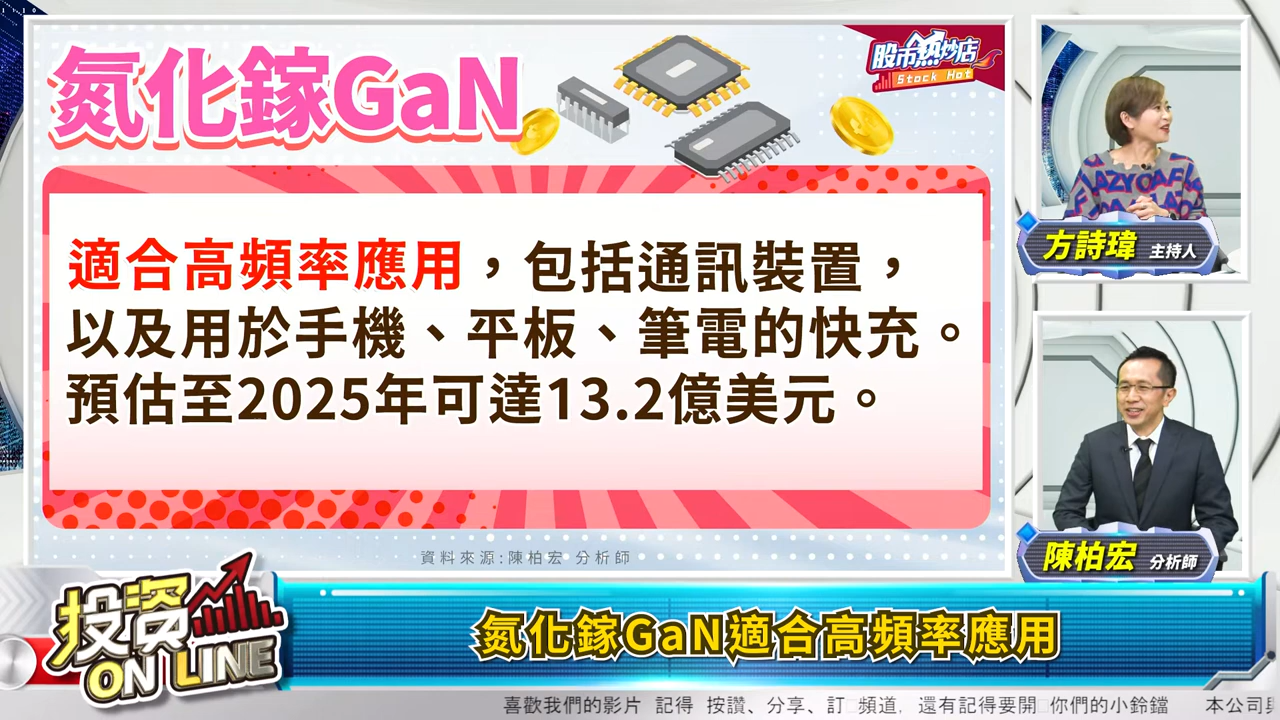 氮化鎵GaN
股市熱炒店
Stock Hot
適合高頻率應用，包括通訊裝置，
以及用於手機、平板、筆電的快充。
預估至2025年可達13.2億美元。
資料來源:陳柏宏 分析師
方詩瑋 主持人
陳柏宏 分析師
投資
ON LINE
氮化鎵GaN適合高頻率應用
喜歡我們的影片 記得 按讚、分享、訂□頻道, 還有記得要開□你們的小鈴鐺 本公司